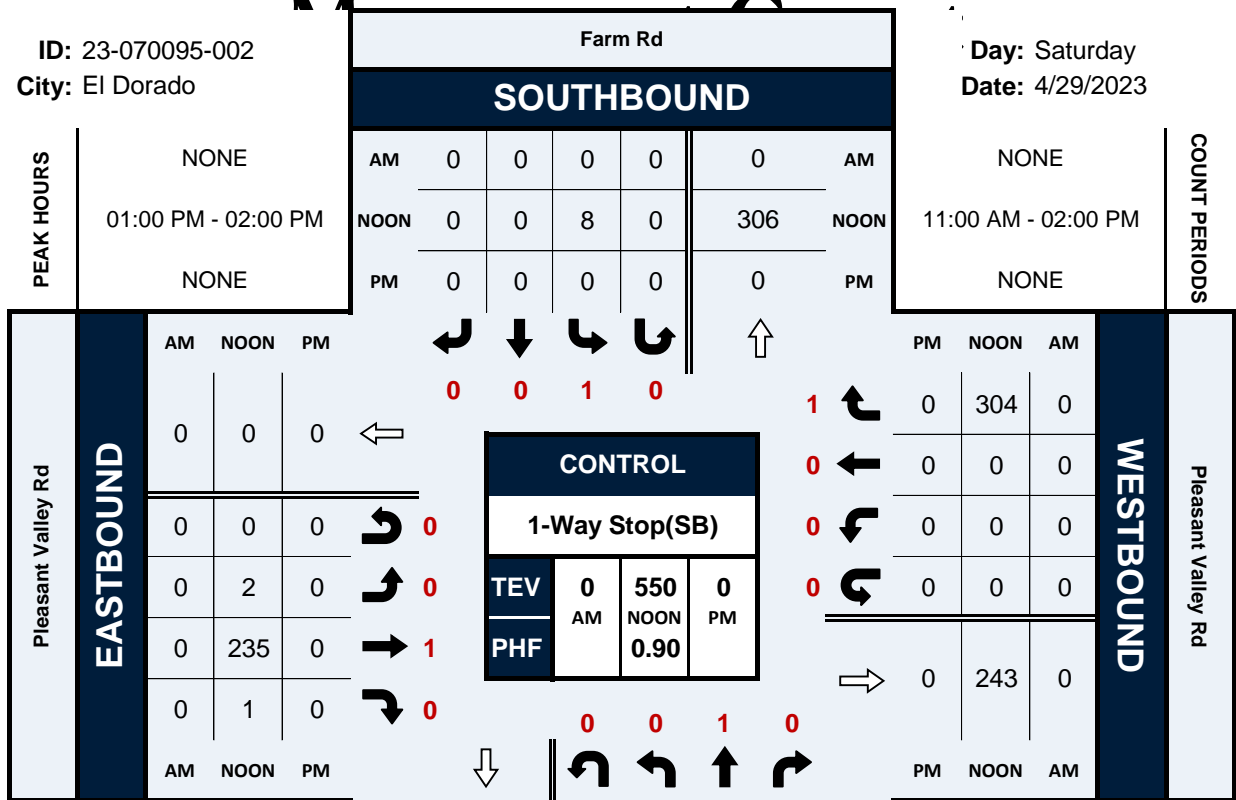 Farm Rd
ID: 23-070095-002
Day: Saturday
City: El Dorado
Date: 4/29/2023
SOUTHBOUND
PEAK HOURS
NONE
01:00 PM - 02:00 PM
NONE
AM 0 0 0 0 0 AM
NOON 0 0 8 0 306 NOON
PM 0 0 0 0 0 PM
NONE
11:00 AM - 02:00 PM
NONE
COUNT PERIODS
0 0 1 0
Pleasant Valley Rd
EASTBOUND
AM NOON PM
0 0 0
0 0 0 0
0 2 0 0
0 235 0 1
0 1 0 0
AM NOON PM
CONTROL
1-Way Stop(SB)
TEV 0 550 0
AM NOON PM
PHF 0.90
PM NOON AM
1 0 304 0
0 0 0 0
0 0 0 0
0 0 0 0
0 243 0
PM NOON AM
WESTBOUND
Pleasant Valley Rd
0 0 1 0